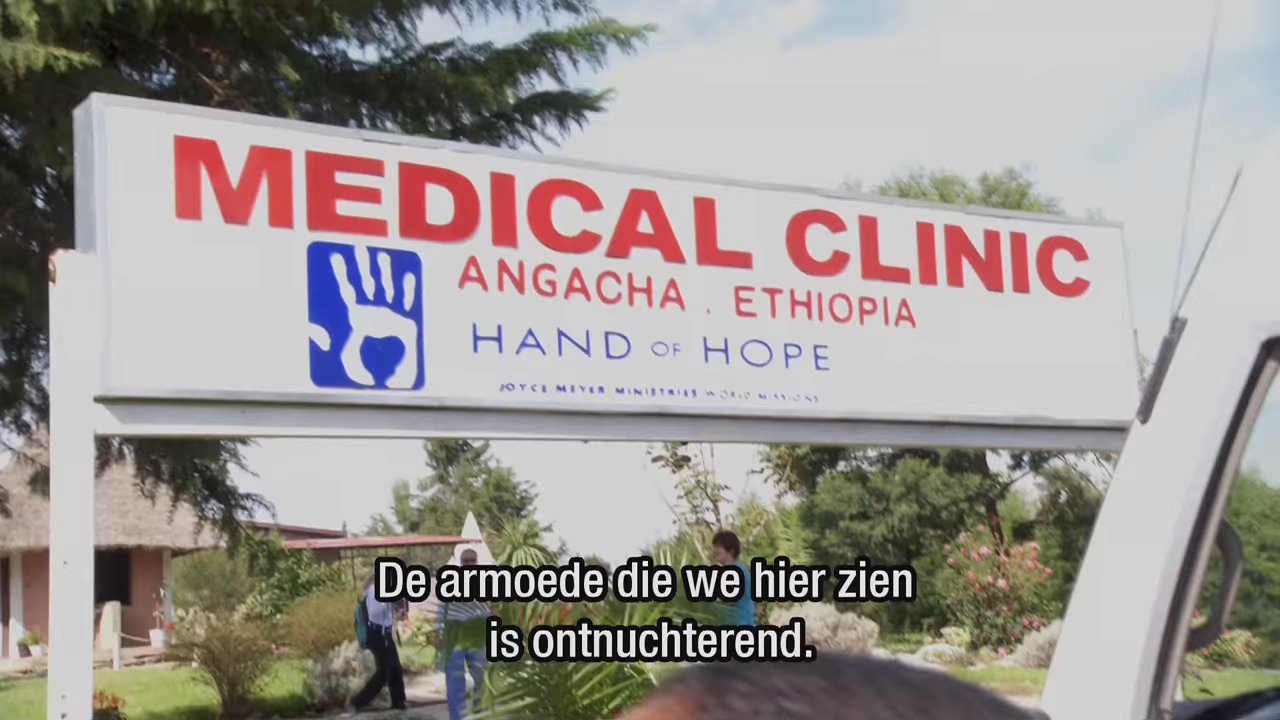 MEDICAL CLINIC
ANGACHA . ETHIOPIA
HAND OF HOPE
JOYCE MEYER MINISTRIES WORLD MISSIONS
De armoede die we hier zien
is ontnuchterend.